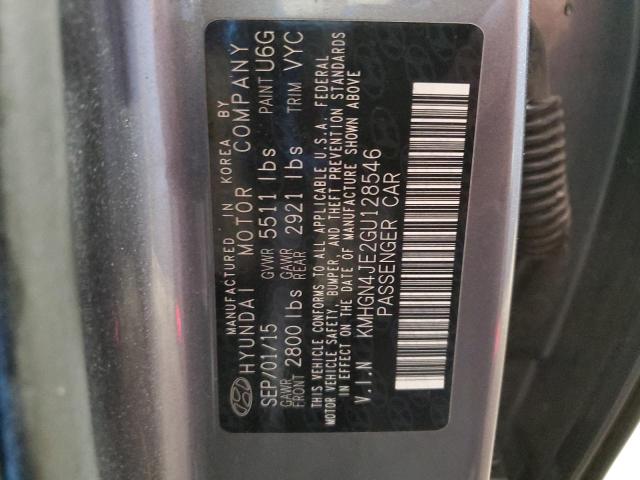 MANUFACTURED IN KOREA BY
HYUNDAI MOTOR COMPANY
SEP/01/15 GVWR 5511 lbs PAINT U6G
GAWR FRONT 2800 lbs GAWR REAR 2921 lbs TRIM VYC
THIS VEHICLE CONFORMS TO ALL APPLICABLE U.S.A. FEDERAL
MOTOR VEHICLE SAFETY, BUMPER, AND THEFT PREVENTION STANDARDS
IN EFFECT ON THE DATE OF MANUFACTURE SHOWN ABOVE
V.I.N KMHGN4JE2GU128546
PASSENGER CAR